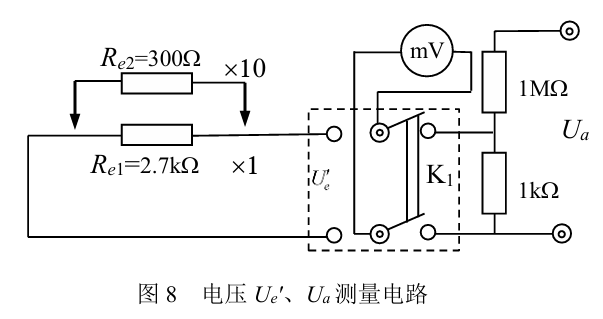 Re2=300Ω
×10
mV
1MΩ
Ua
Re1=2.7kΩ
×1
Ue′
K1
1kΩ
图 8 电压 Ue′、Ua 测量电路